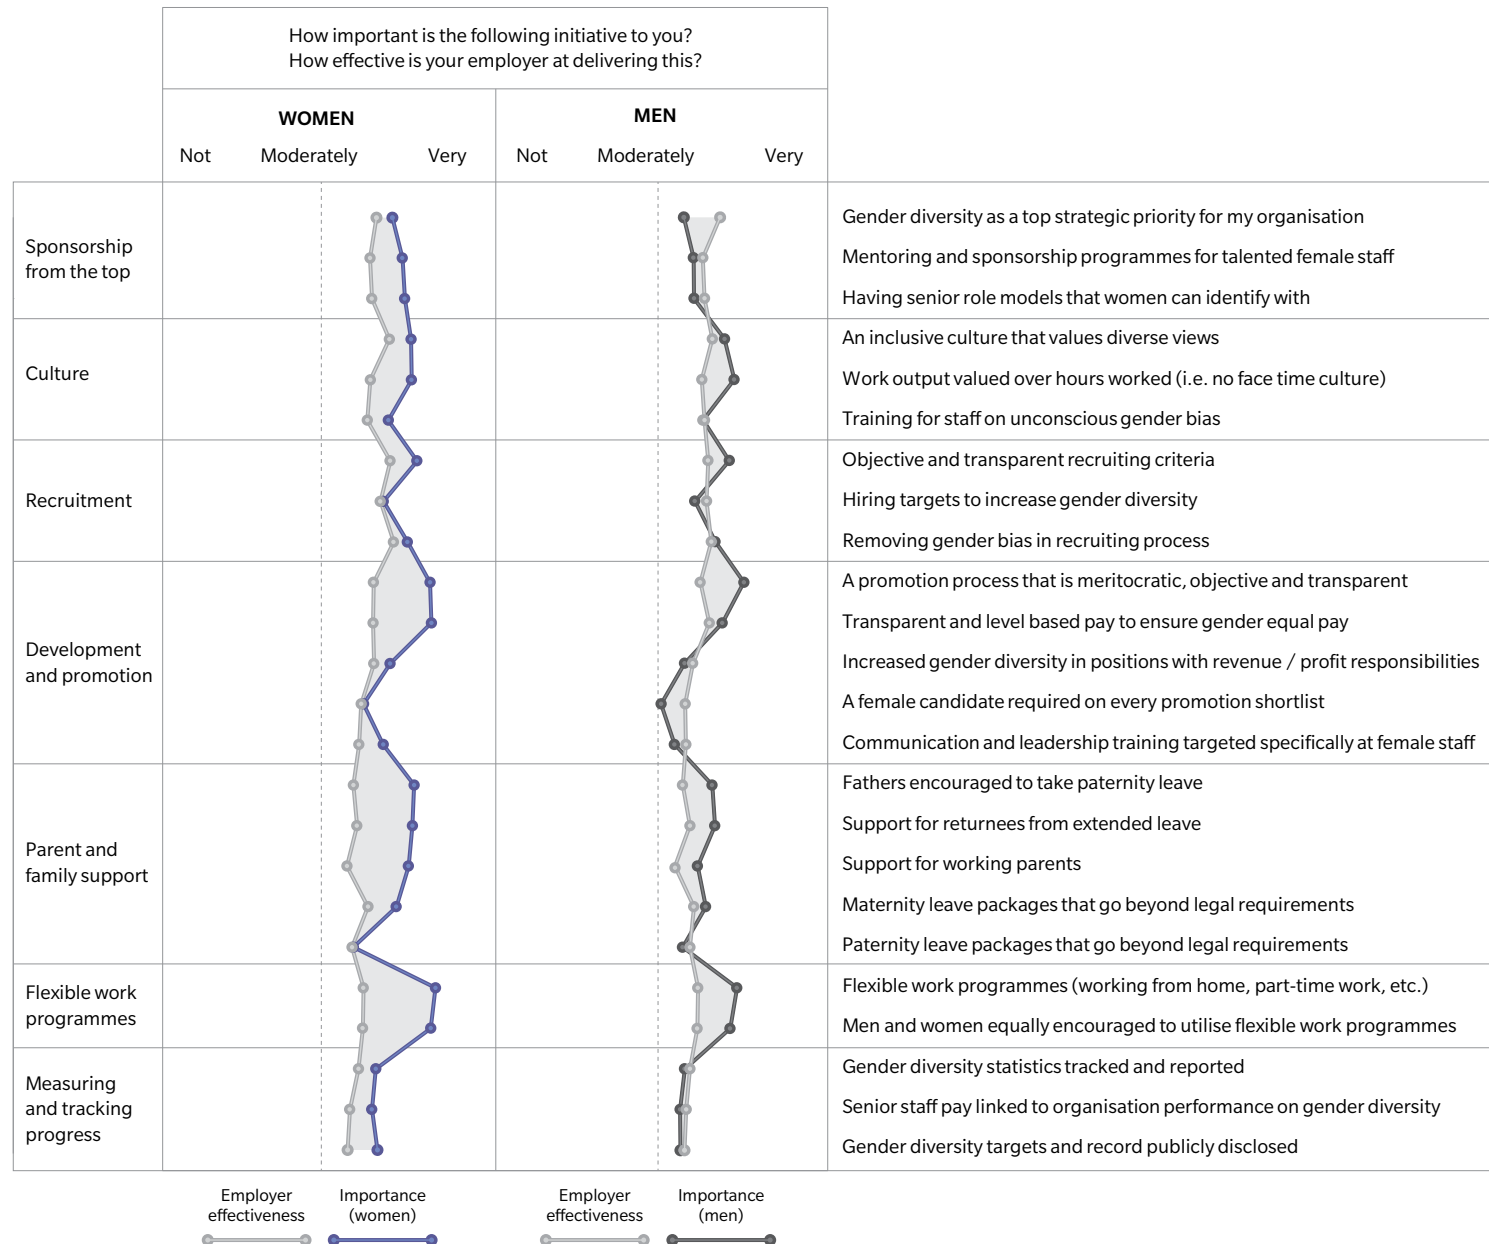 How important is the following initiative to you?
How effective is your employer at delivering this?
WOMEN
MEN
Not Moderately Very
Not Moderately Very
Sponsorship
from the top
Gender diversity as a top strategic priority for my organisation
Mentoring and sponsorship programmes for talented female staff
Having senior role models that women can identify with
Culture
An inclusive culture that values diverse views
Work output valued over hours worked (i.e. no face time culture)
Training for staff on unconscious gender bias
Recruitment
Objective and transparent recruiting criteria
Hiring targets to increase gender diversity
Removing gender bias in recruiting process
Development
and promotion
A promotion process that is meritocratic, objective and transparent
Transparent and level based pay to ensure gender equal pay
Increased gender diversity in positions with revenue / profit responsibilities
A female candidate required on every promotion shortlist
Communication and leadership training targeted specifically at female staff
Parent and
family support
Fathers encouraged to take paternity leave
Support for returnees from extended leave
Support for working parents
Maternity leave packages that go beyond legal requirements
Paternity leave packages that go beyond legal requirements
Flexible work
programmes
Flexible work programmes (working from home, part-time work, etc.)
Men and women equally encouraged to utilise flexible work programmes
Measuring
and tracking
progress
Gender diversity statistics tracked and reported
Senior staff pay linked to organisation performance on gender diversity
Gender diversity targets and record publicly disclosed
Employer
effectiveness
Importance
(women)
Employer
effectiveness
Importance
(men)